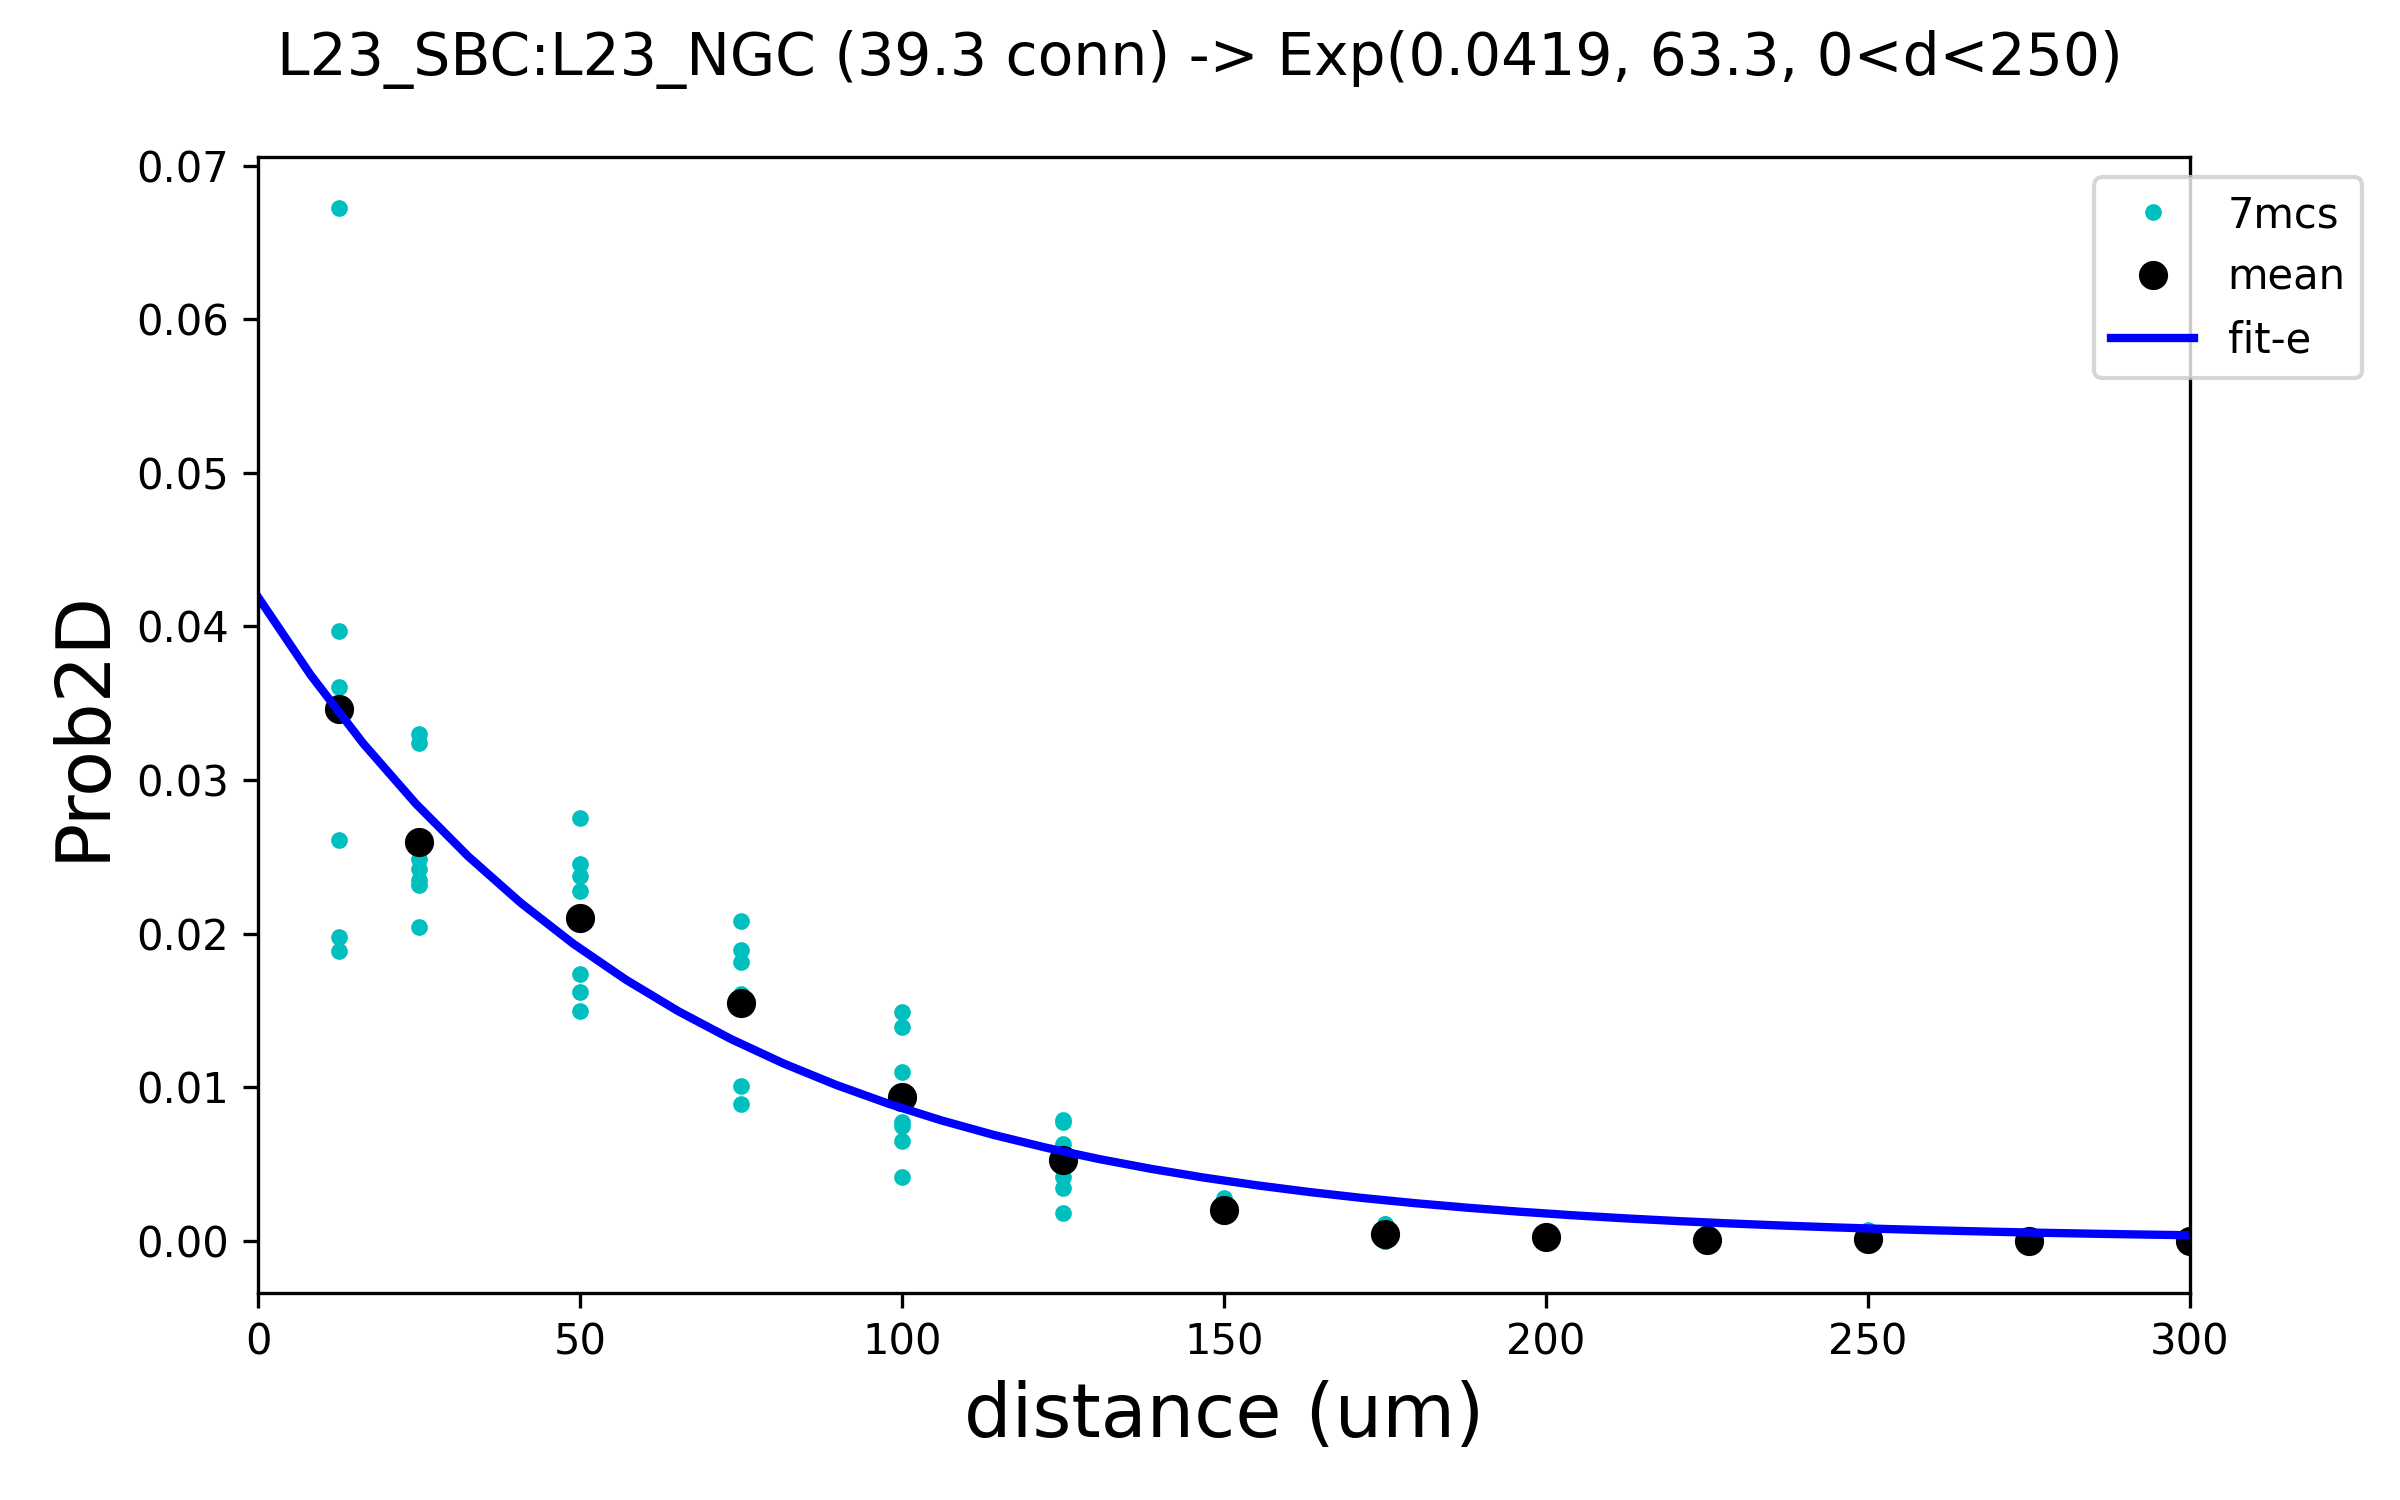 L23_SBC:L23_NGC (39.3 conn) -> Exp(0.0419, 63.3, 0<d<250)
7mcs
mean
fit-e
Prob2D
0.07
0.06
0.05
0.04
0.03
0.02
0.01
0.00
0 50 100 150 200 250 300
distance (um)